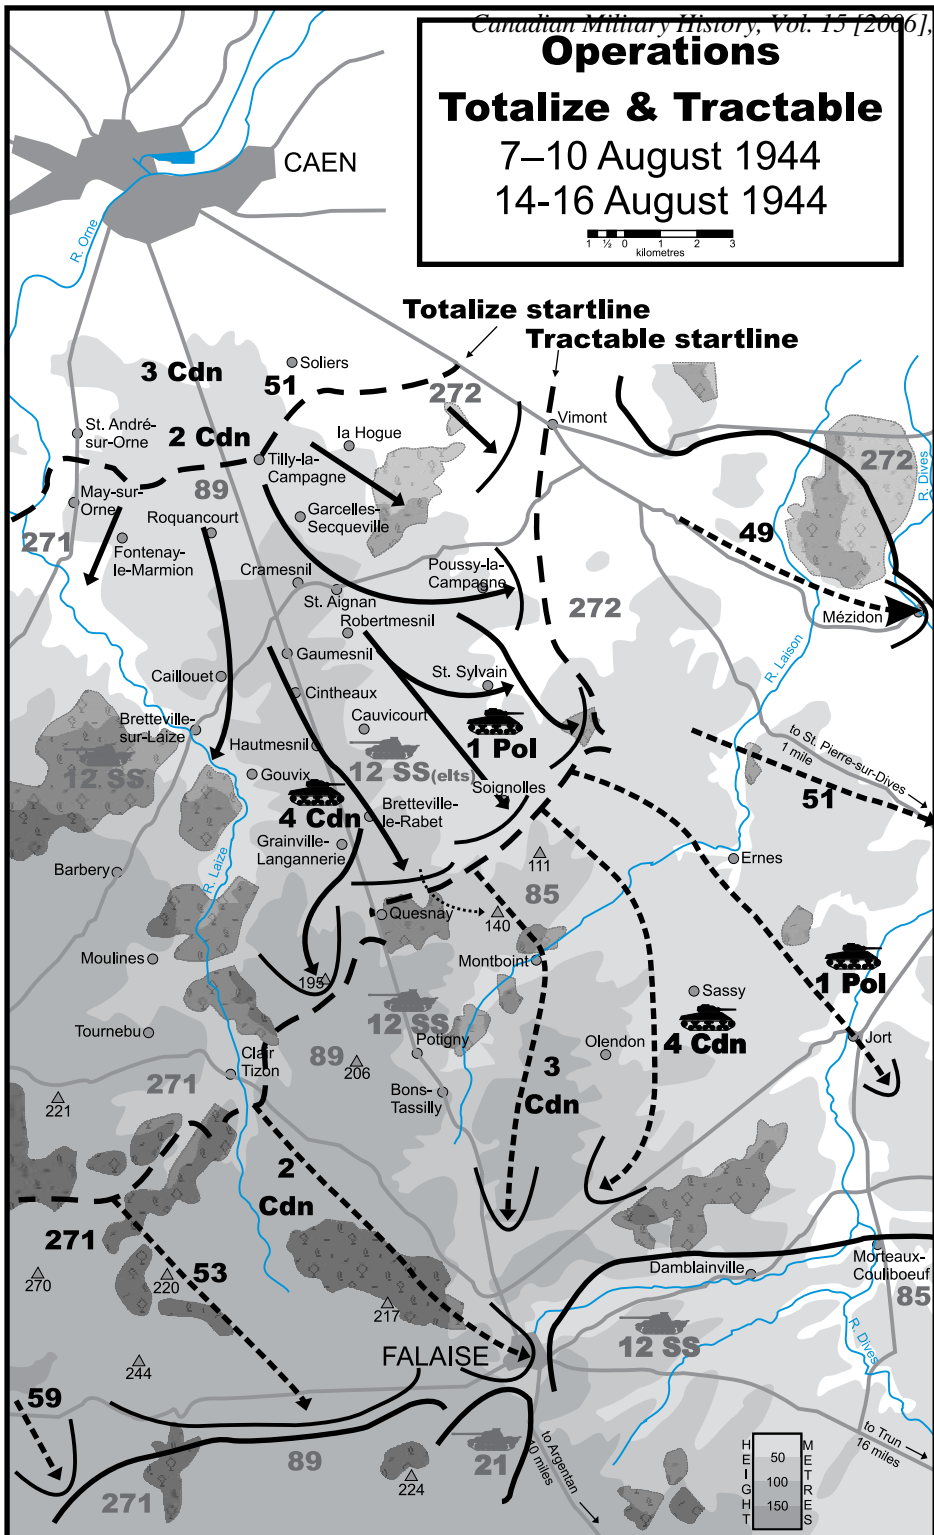 Canadian Military History, Vol. 15 [2006],
Operations
Totalize & Tractable
7–10 August 1944
14-16 August 1944
1 ½ 0 1 2 3
kilometres
CAEN
R. Orne
Totalize startline
Tractable startline
3 Cdn
Soliers
51
272
Vimont
St. André-
sur-Orne
2 Cdn
la Hogue
Tilly-la-
Campagne
272
R. Dives
89
May-sur-
Orne
Roquancourt
Garcelles-
Secqueville
271
Fontenay-
le-Marmion
49
Cramesnil
St. Aignan
Poussy-la-
Campagne
272
Mézidon
Robertmesnil
R. Laison
Gaumesnil
Caillouet
St. Sylvain
Cintheaux
Bretteville-
sur-Laize
Cauvicourt
1 Pol
Hautmesnil
12 SS
12 SS(elts)
to St. Pierre-sur-Dives
1 mile
Gouvix
Soignolles
51
4 Cdn
Bretteville-
le-Rabet
Grainville-
Langannerie
R. Laize
111
Ernes
Barbery
85
Quesnay
140
Moulines
Montboint
195
1 Pol
Sassy
12 SS
4 Cdn
Tournebu
Potigny
Olendon
Jort
Clair
Tizon
89
206
3
Cdn
271
Bons-
Tassilly
221
2
Cdn
271
53
Morteaux-
Couliboeuf
270
220
Damblainville
85
217
12 SS
R. Dives
FALAISE
244
59
89
21
to Argentan
10 miles
to Trun
16 miles
271
224
HEIGHT
50
100
150
METRES